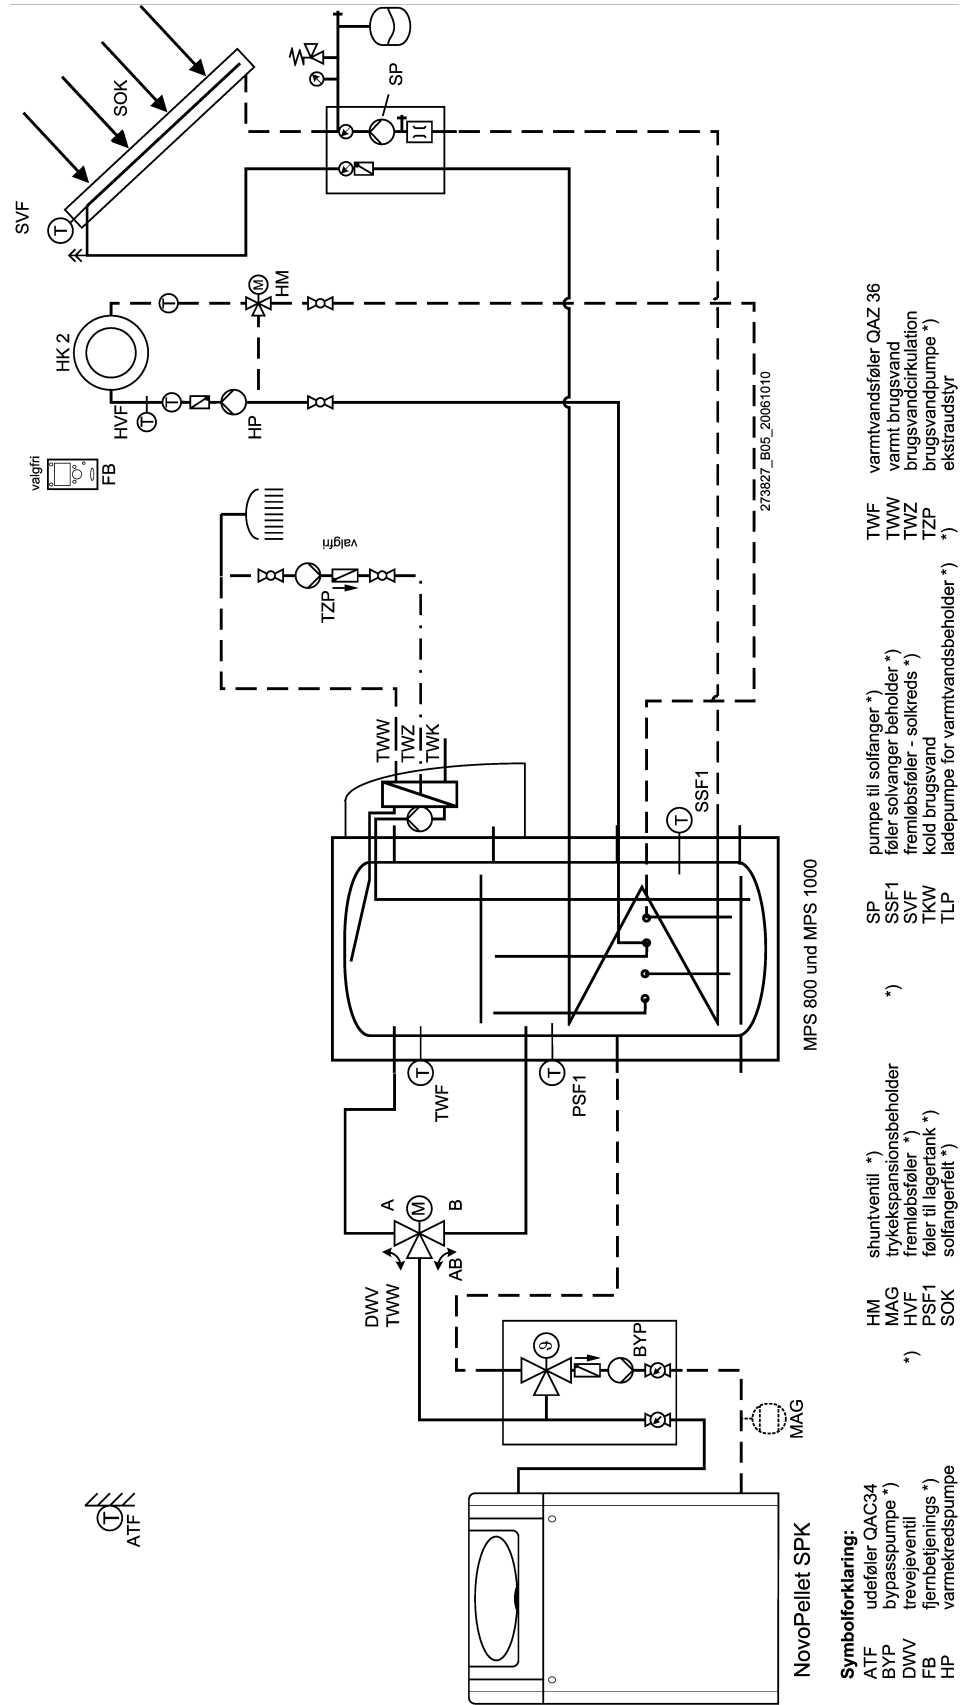 SVF
T
SOK
SP
HK 2
T
M
HM
HVF
T
T
HP
valgfri
FB
valgfri
TZP
TWW
TWZ
TWK
273827_B05_20061010
T
SSF1
MPS 800 und MPS 1000
T
TWF
T
PSF1
A
M
B
AB
DWV
TWW
ϑ
BYP
MAG
T
ATF
NovoPellet SPK
Symbolforklaring:
ATF udeføler QAC34
BYP bypasspumpe *)
DWV trevejeventil *)
FB fjernbetjenings *)
HP varmekredspumpe
HM shuntventil *)
MAG trykekspansionsbeholder *)
HVF fremløbsføler *)
PSF1 føler til lagertank *)
SOK solfangerfelt *)
SP pumpe til solfanger *)
SSF1 føler solvanger beholder *)
SVF fremløbsføler - solkreds *)
TKW kold brugsvand
TLP ladepumpe for varmtvandsbeholder *)
TWF varmtvandsføler QAZ 36
TWW varmt brugsvand
TWZ brugsvandcirkulation
TZP brugsvandpumpe *)
*) ekstraudstyr